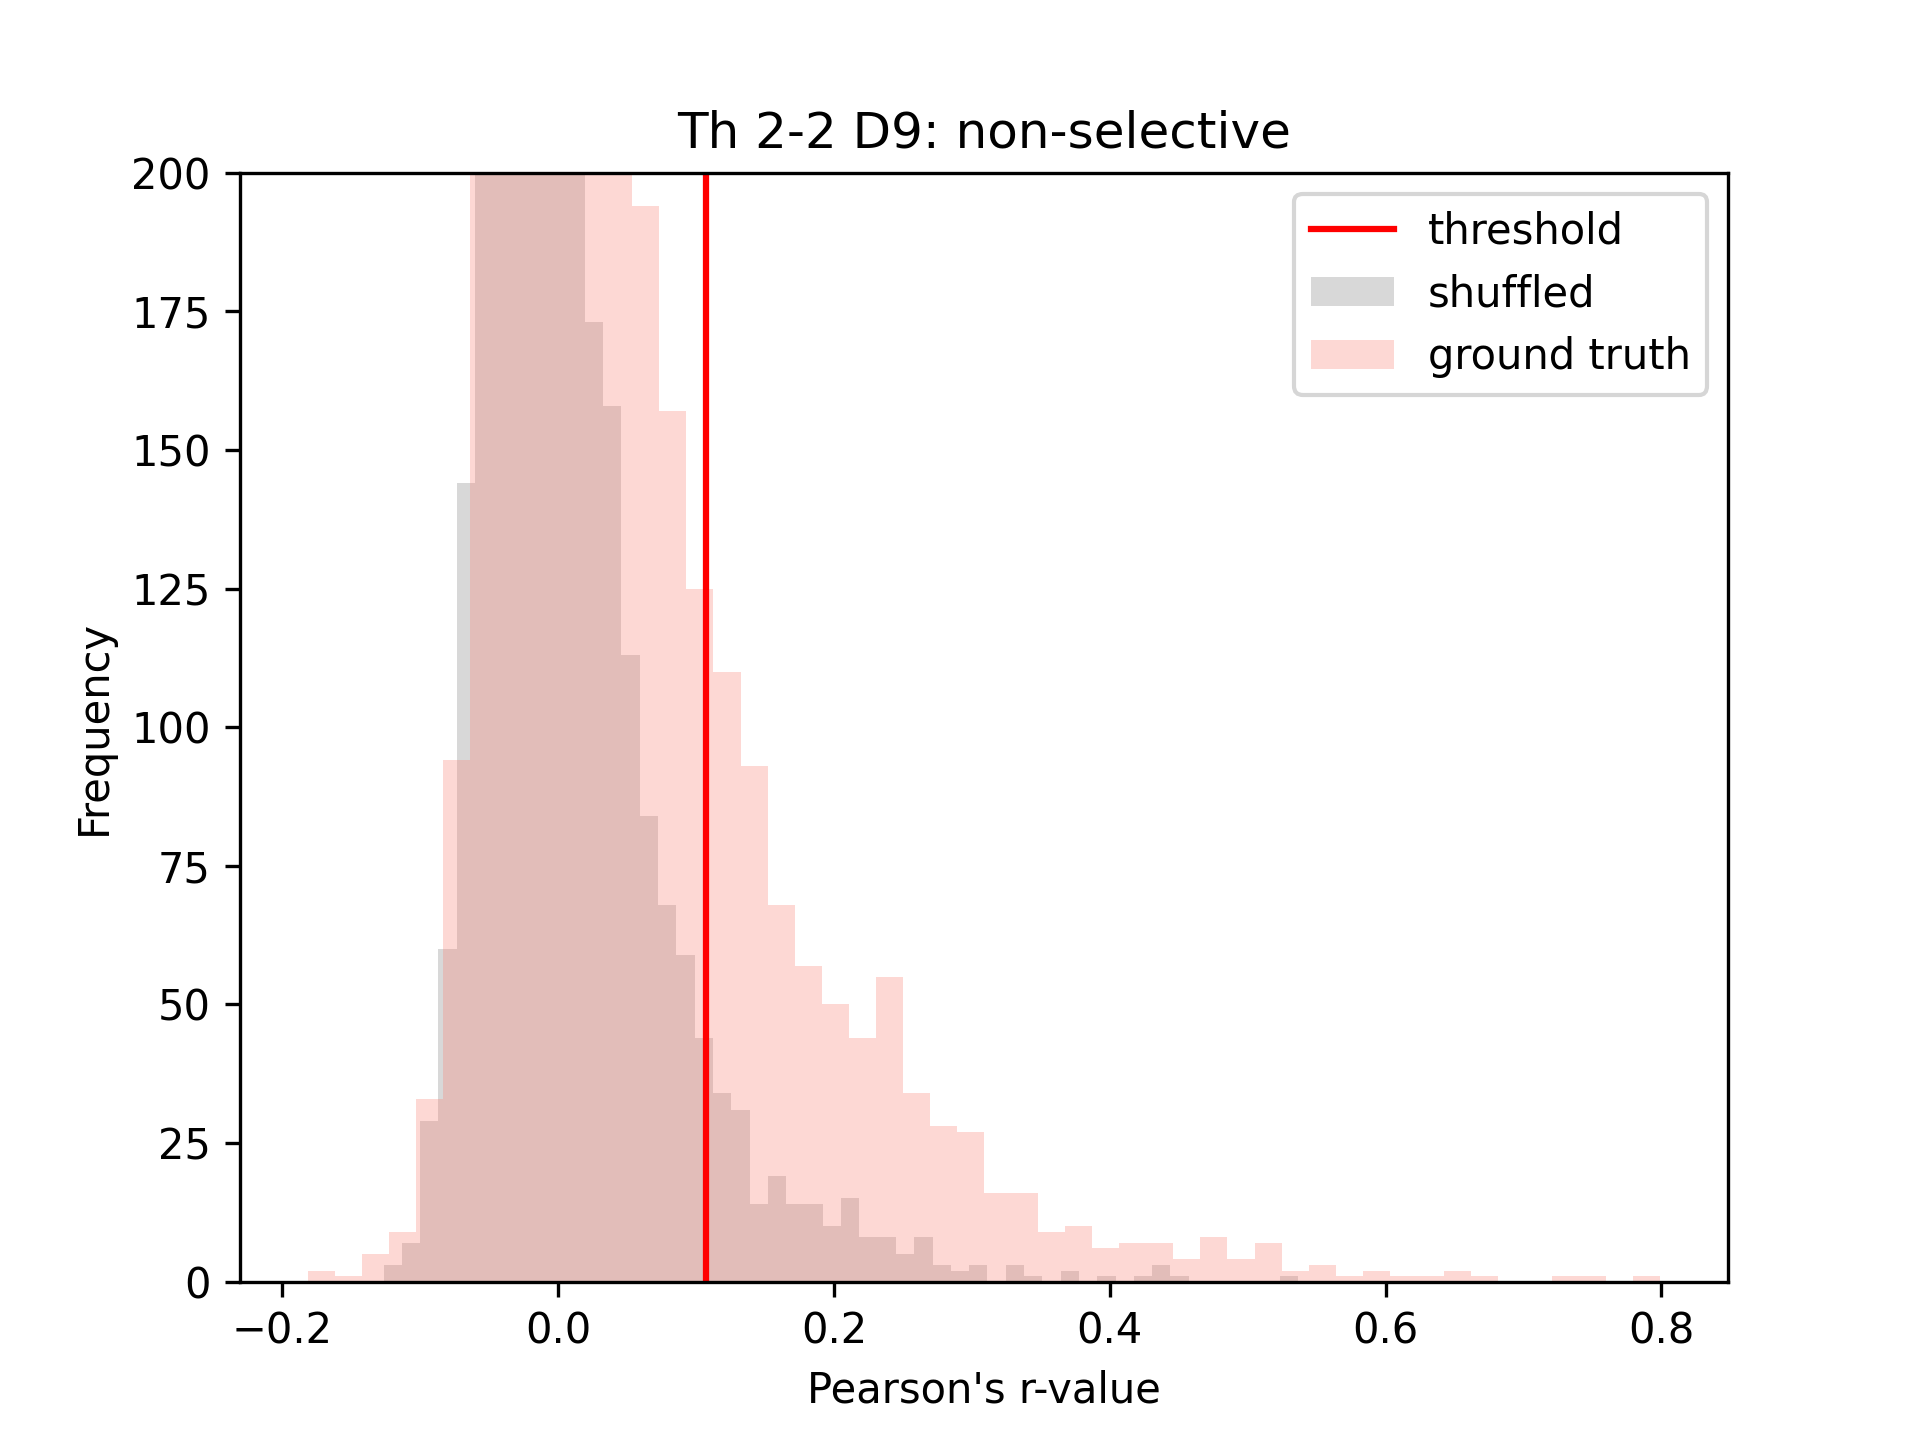 Th 2-2 D9: non-selective
200
175
150
125
100
75
50
25
0
Frequency
threshold
shuffled
ground truth
−0.2 0.0 0.2 0.4 0.6 0.8
Pearson's r-value